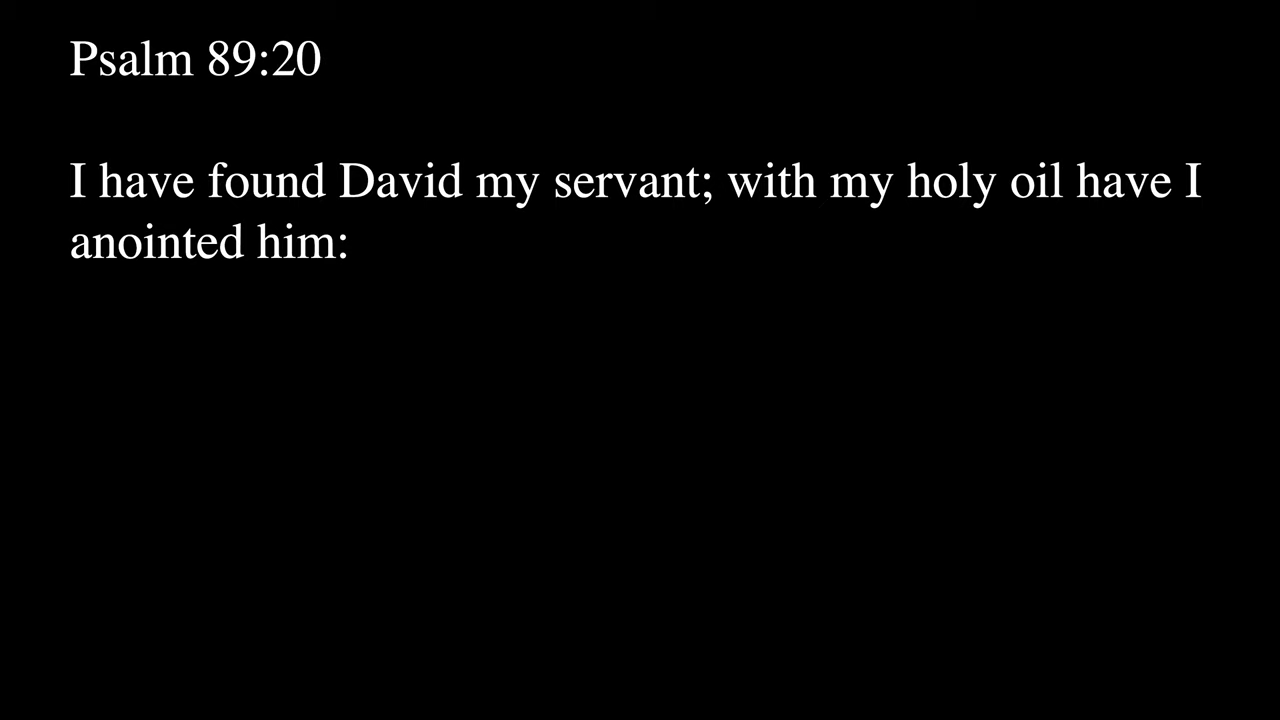 Psalm 89:20
I have found David my servant; with my holy oil have I
anointed him: